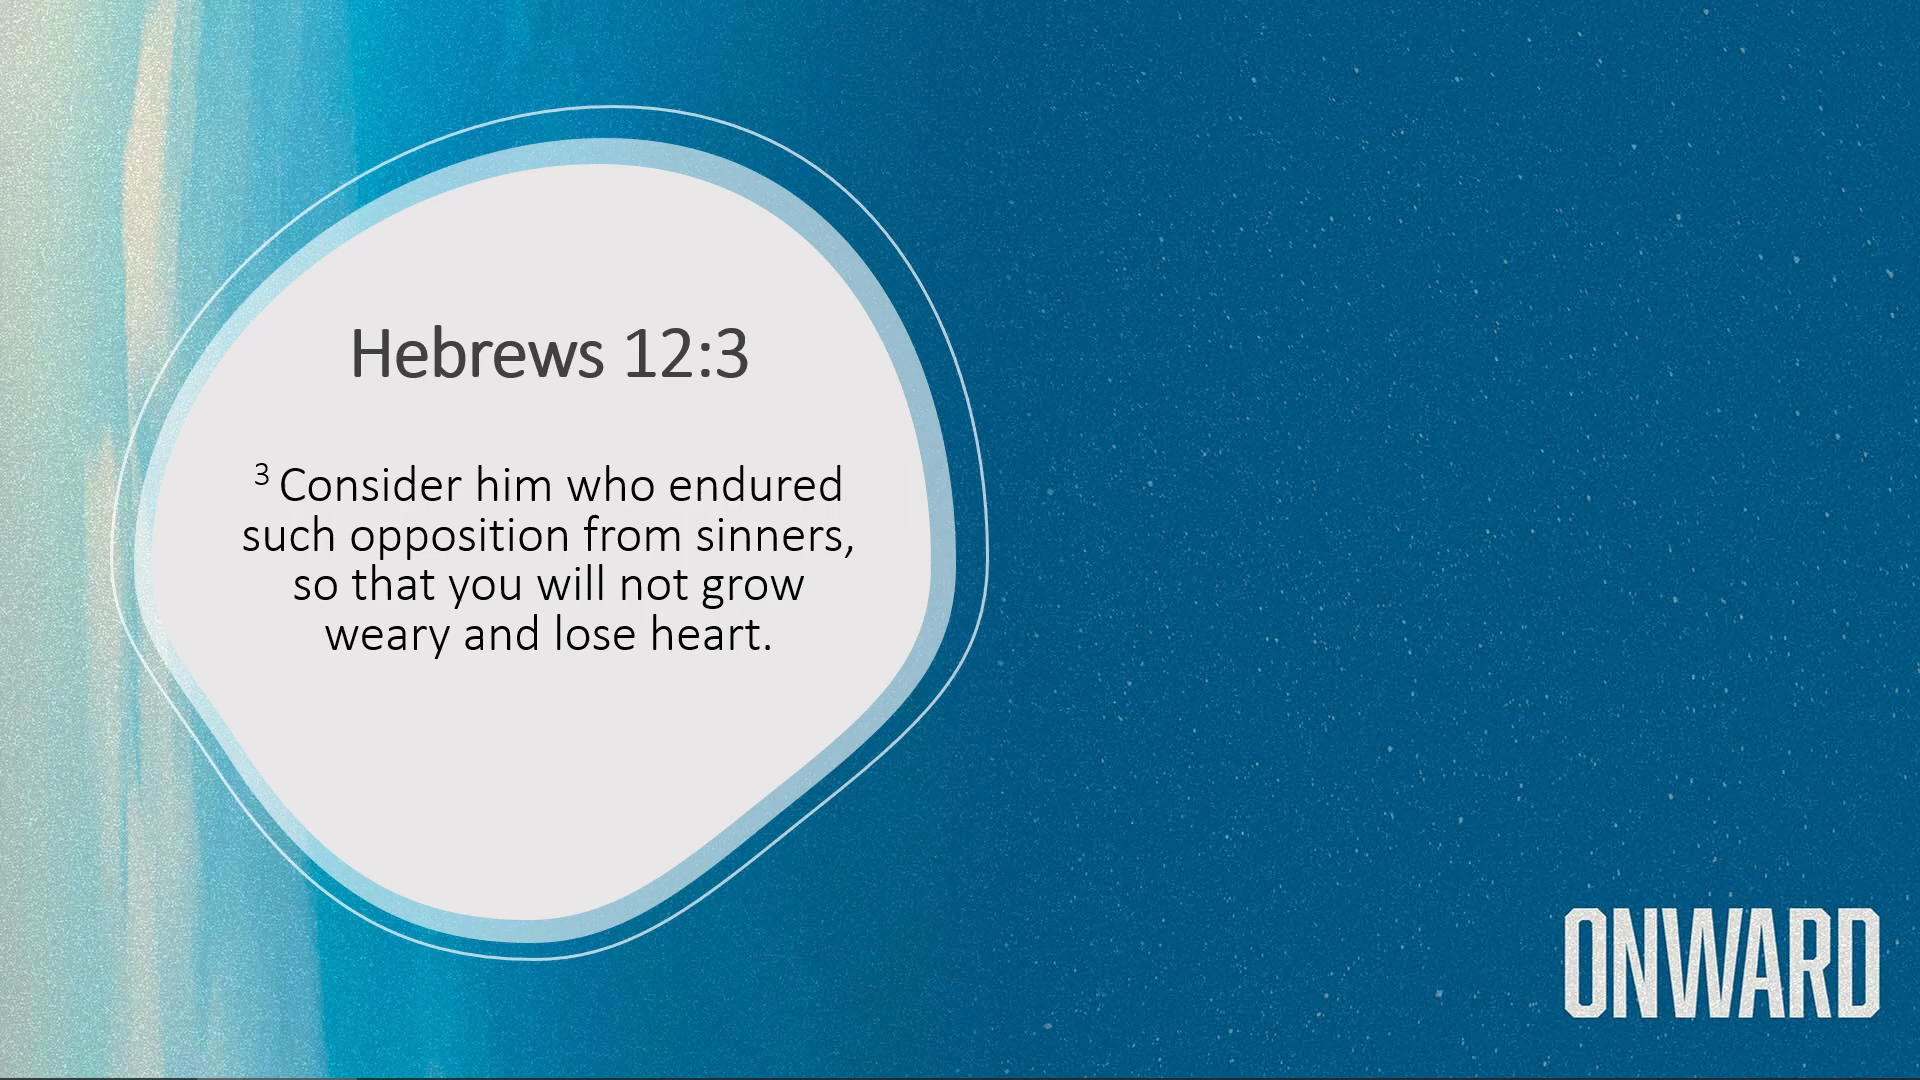 Hebrews 12:3
3 Consider him who endured
such opposition from sinners,
so that you will not grow
weary and lose heart.
ONWARD